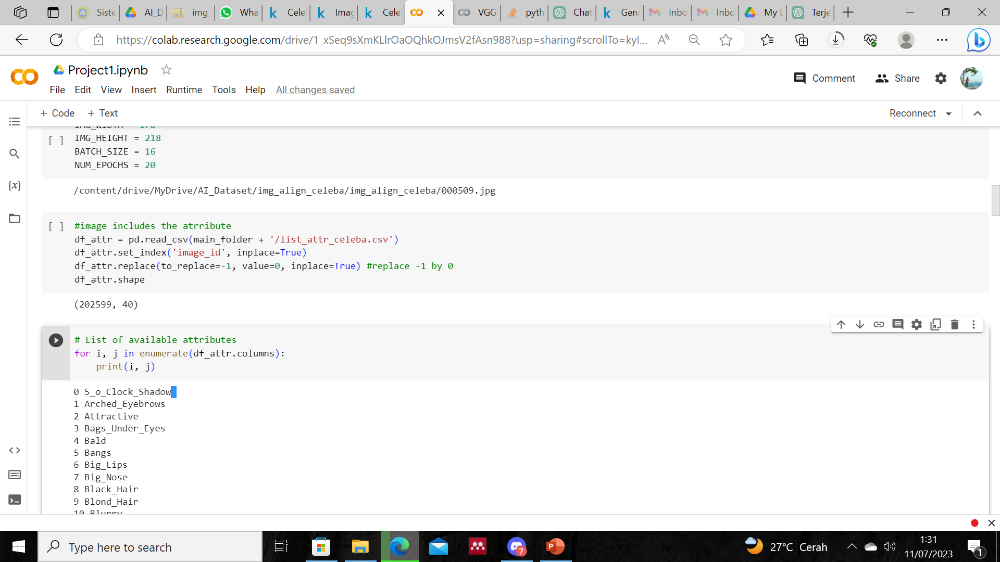 Siste
AI_D
img_
Wha
Cele
Imag
Cele
VGG
pyth
Chat
Gend
Inbo
Inbo
My D
Terje
https://colab.research.google.com/drive/1_xSeq9sXmKLlrOaOQhkOJmsV2fAsn988?usp=sharing#scrollTo=kyl...
Project1.ipynb
Comment
Share
File Edit View Insert Runtime Tools Help All changes saved
+ Code + Text
Reconnect
IMG_WIDTH = 178
[ ] IMG_HEIGHT = 218
BATCH_SIZE = 16
NUM_EPOCHS = 20
/content/drive/MyDrive/AI_Dataset/img_align_celeba/img_align_celeba/000509.jpg
[ ] #image includes the atrribute
df_attr = pd.read_csv(main_folder + '/list_attr_celeba.csv')
df_attr.set_index('image_id', inplace=True)
df_attr.replace(to_replace=-1, value=0, inplace=True) #replace -1 by 0
df_attr.shape
(202599, 40)
# List of available attributes
for i, j in enumerate(df_attr.columns):
print(i, j)
0 5_o_Clock_Shadow
1 Arched_Eyebrows
2 Attractive
3 Bags_Under_Eyes
4 Bald
5 Bangs
6 Big_Lips
7 Big_Nose
8 Black_Hair
9 Blond_Hair
10 Blurry
Type here to search
7
P
27°C Cerah
1:31
11/07/2023
1